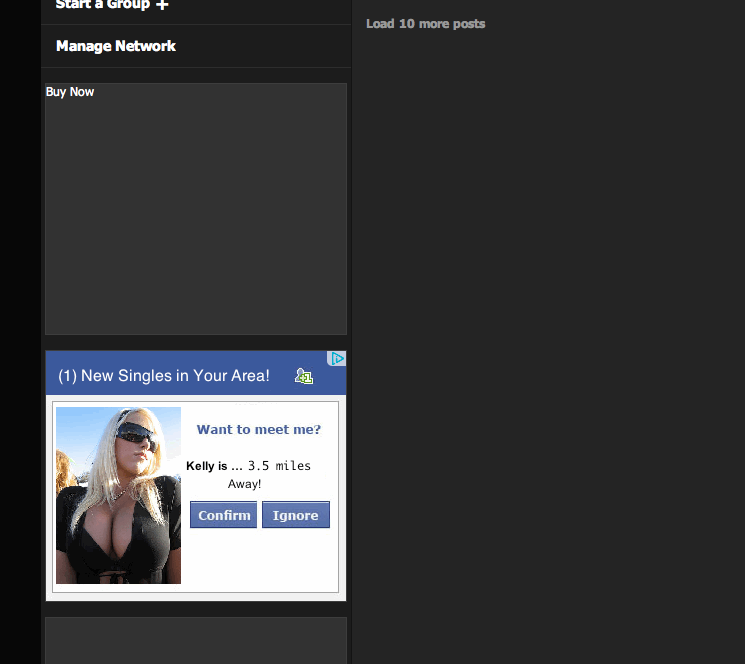 Start a Group +
Manage Network
Load 10 more posts
Buy Now
(1) New Singles in Your Area!
+1
Want to meet me?
Kelly is ... 3.5 miles
Away!
Confirm
Ignore